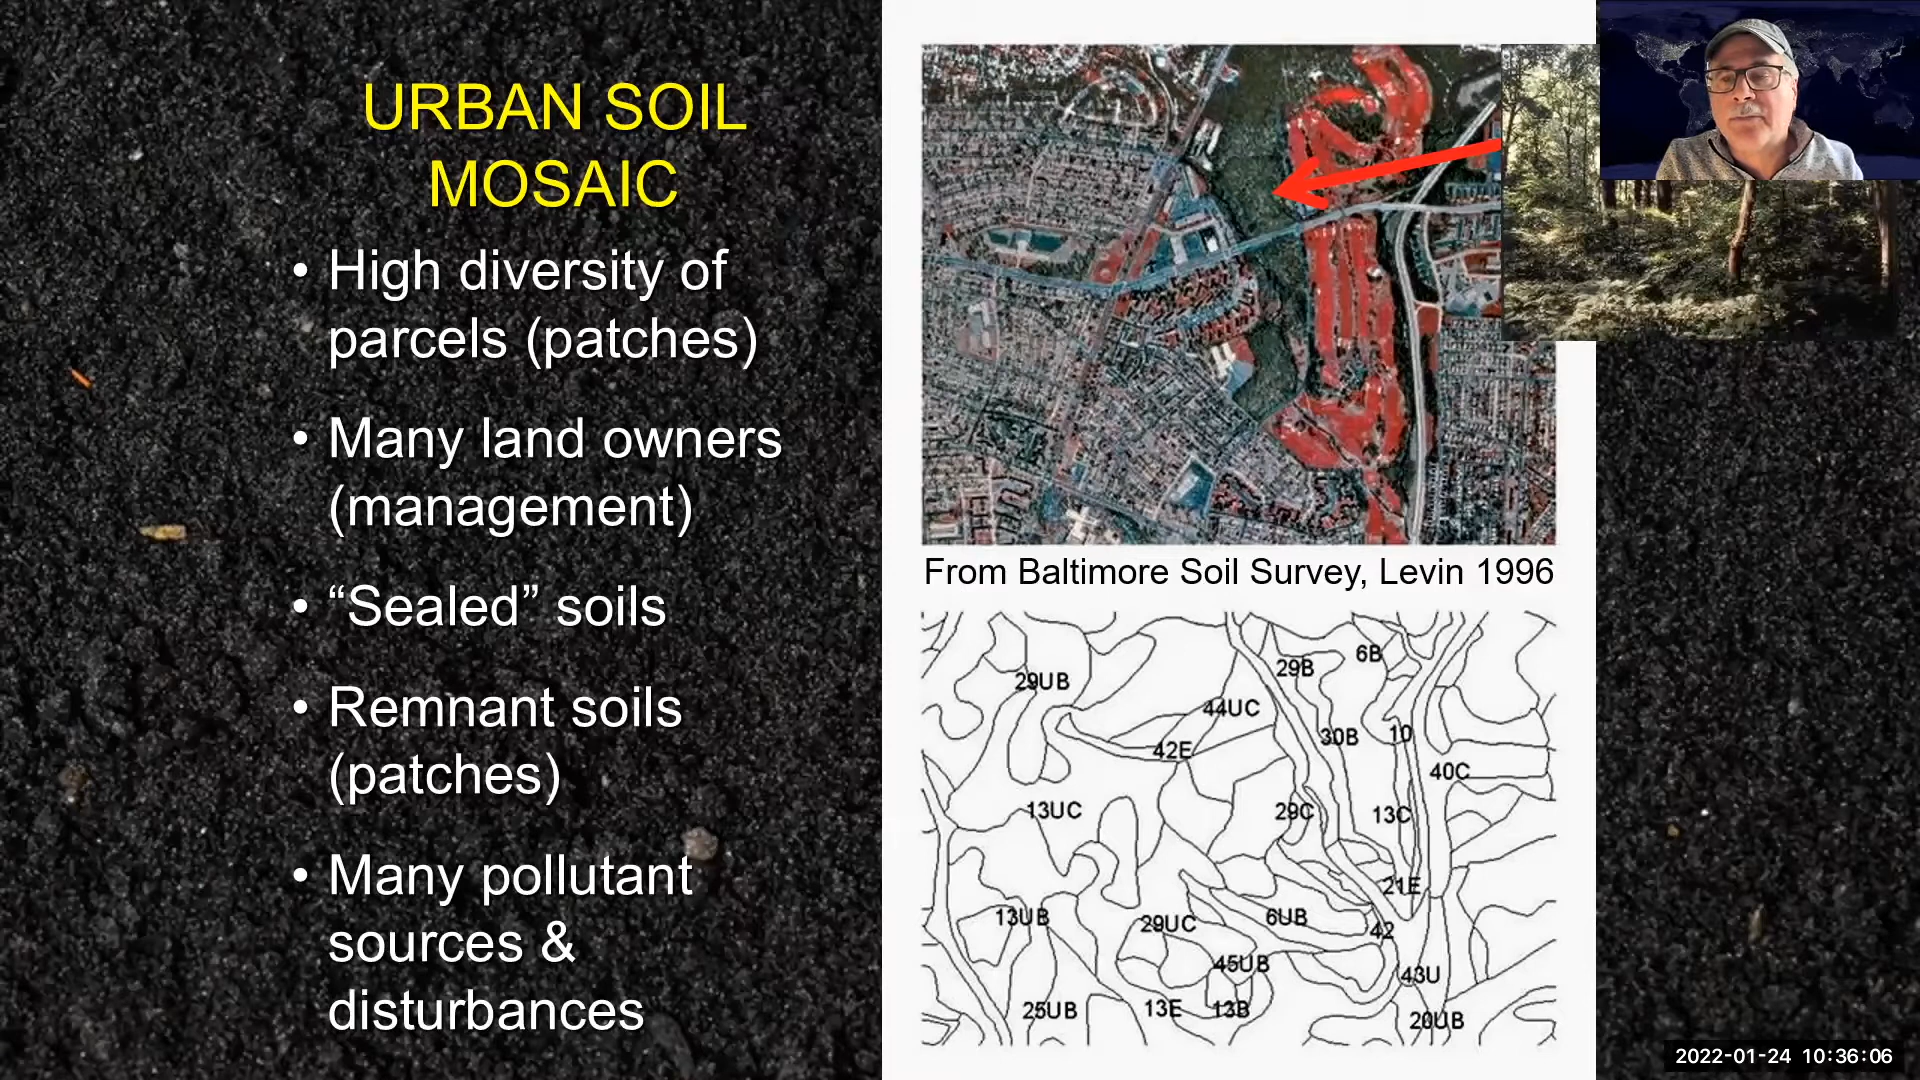 URBAN SOIL
MOSAIC
• High diversity of
parcels (patches)
• Many land owners
(management)
• “Sealed” soils
• Remnant soils
(patches)
• Many pollutant
sources &
disturbances
From Baltimore Soil Survey, Levin 1996
6B
29B
29UB
44UC
30B
10
42E
40C
13UC
29C
13C
21E
13UB
29UC
6UB
42
45UB
43U
25UB
13E
13B
20UB
2022-01-24 10:36:06